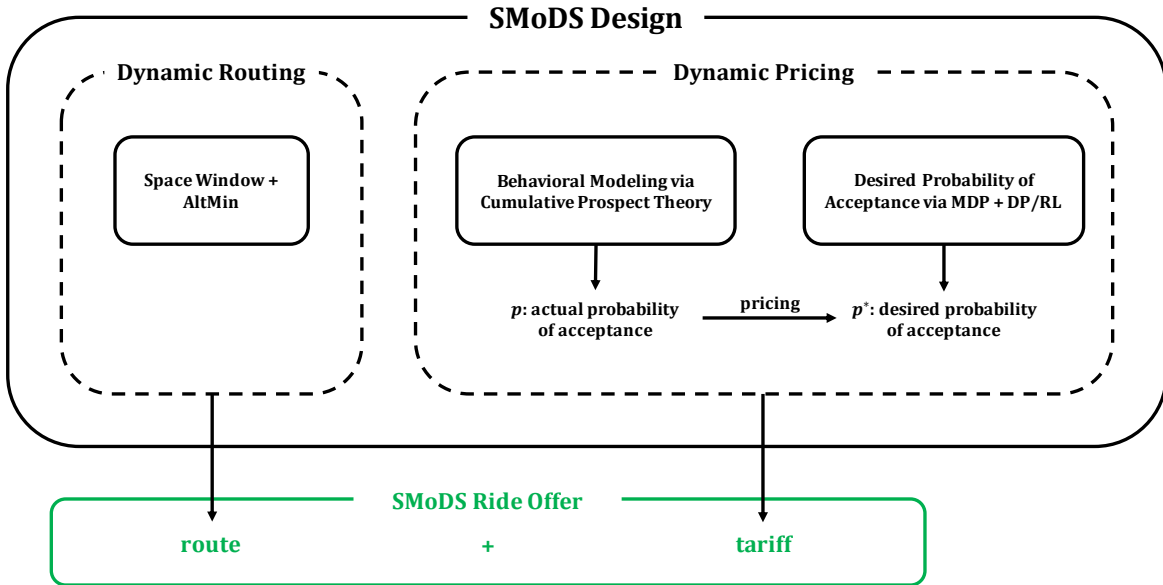 SMoDS Design
Dynamic Routing
Dynamic Pricing
Space Window +
AltMin
Behavioral Modeling via
Cumulative Prospect Theory
Desired Probability of
Acceptance via MDP + DP/RL
p: actual probability
of acceptance
pricing
p*: desired probability
of acceptance
SMoDS Ride Offer
route + tariff